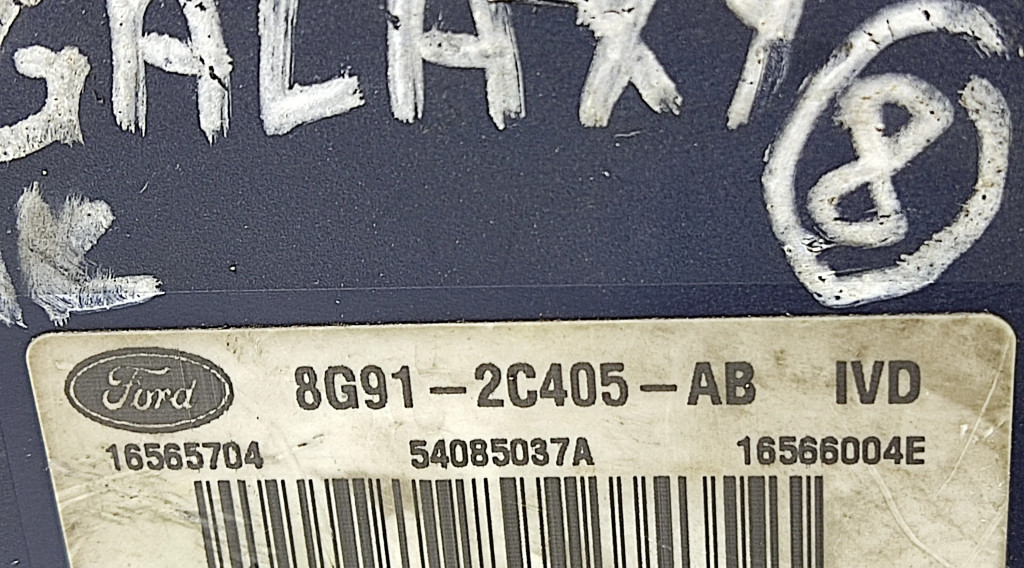 GALAXY 8
K
Ford 8G91-2C405-AB IVD
16565704 54085037A 16566004E